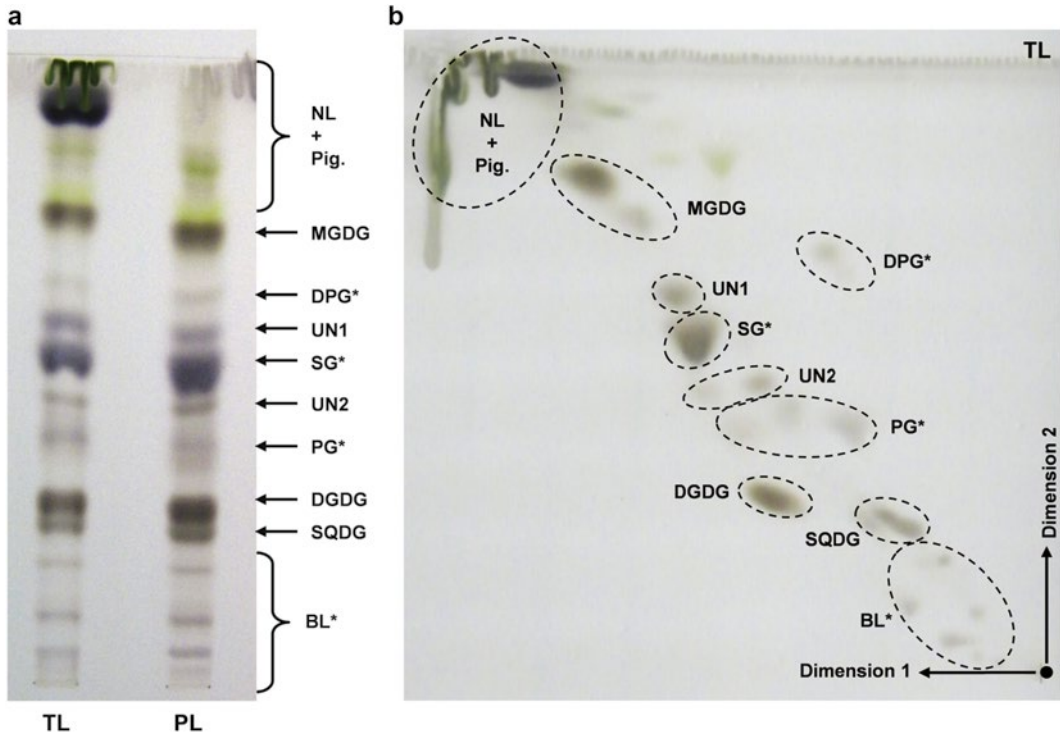 a
NL
+
Pig.
MGDG
DPG*
UN1
SG*
UN2
PG*
DGDG
SQDG
BL*
TL
PL
b
TL
NL
+
Pig.
MGDG
DPG*
UN1
SG*
UN2
PG*
DGDG
SQDG
BL*
Dimension 2
Dimension 1